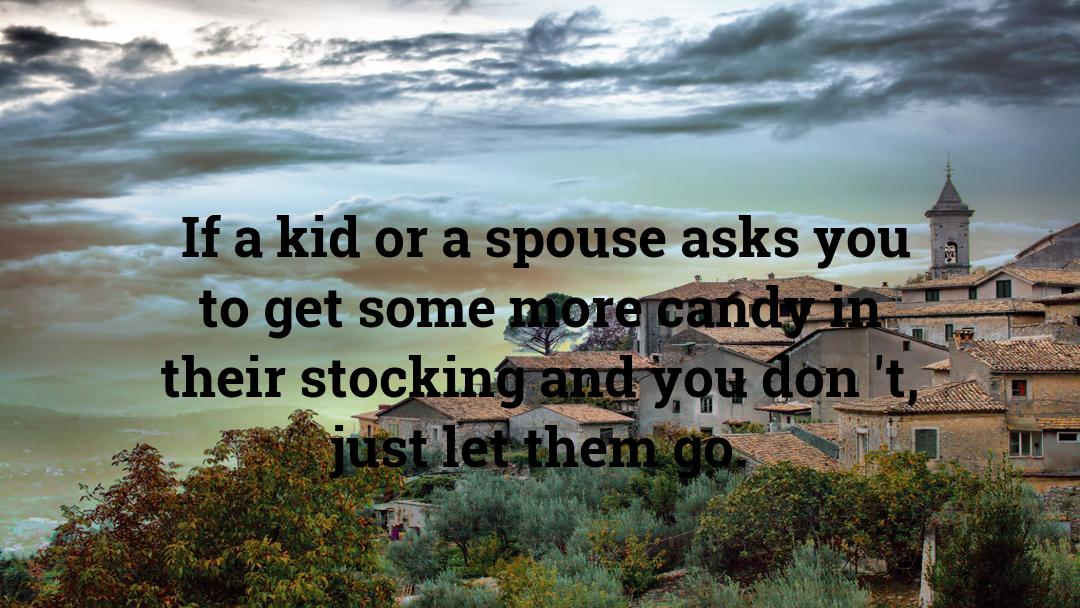 If a kid or a spouse asks you
to get some more candy in
their stocking and you don 't,
just let them go.